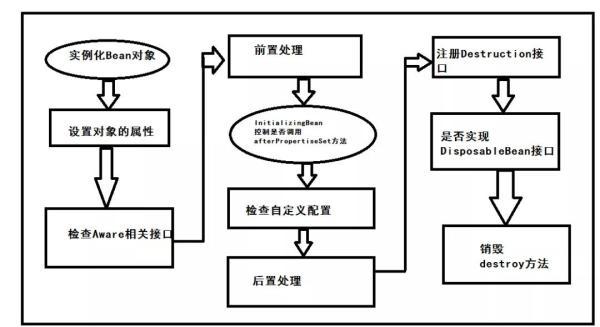 实例化Bean对象
设置对象的属性
检查Aware相关接口
前置处理
InitializingBean
控制是否调用
afterPropertiseSet方法
检查自定义配置
后置处理
注册Destruction接
口
是否实现
DisposableBean接口
销毁
destroy方法